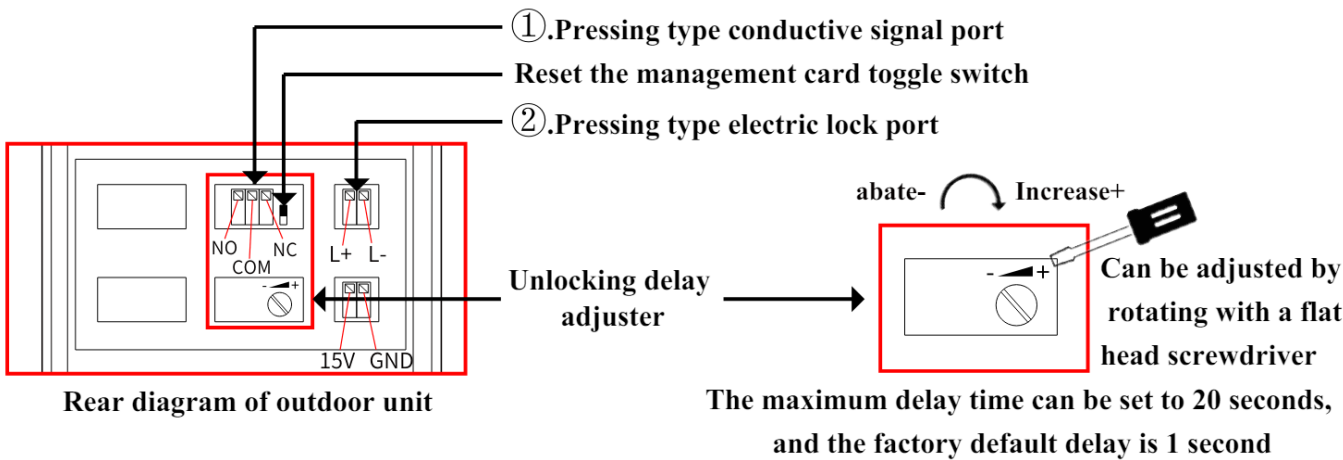 ①.Pressing type conductive signal port
Reset the management card toggle switch
②.Pressing type electric lock port
NO
COM
NC
L+ L-
- +
15V GND
Rear diagram of outdoor unit
Unlocking delay
adjuster
abate- Increase+
- +
Can be adjusted by
rotating with a flat
head screwdriver
The maximum delay time can be set to 20 seconds,
and the factory default delay is 1 second